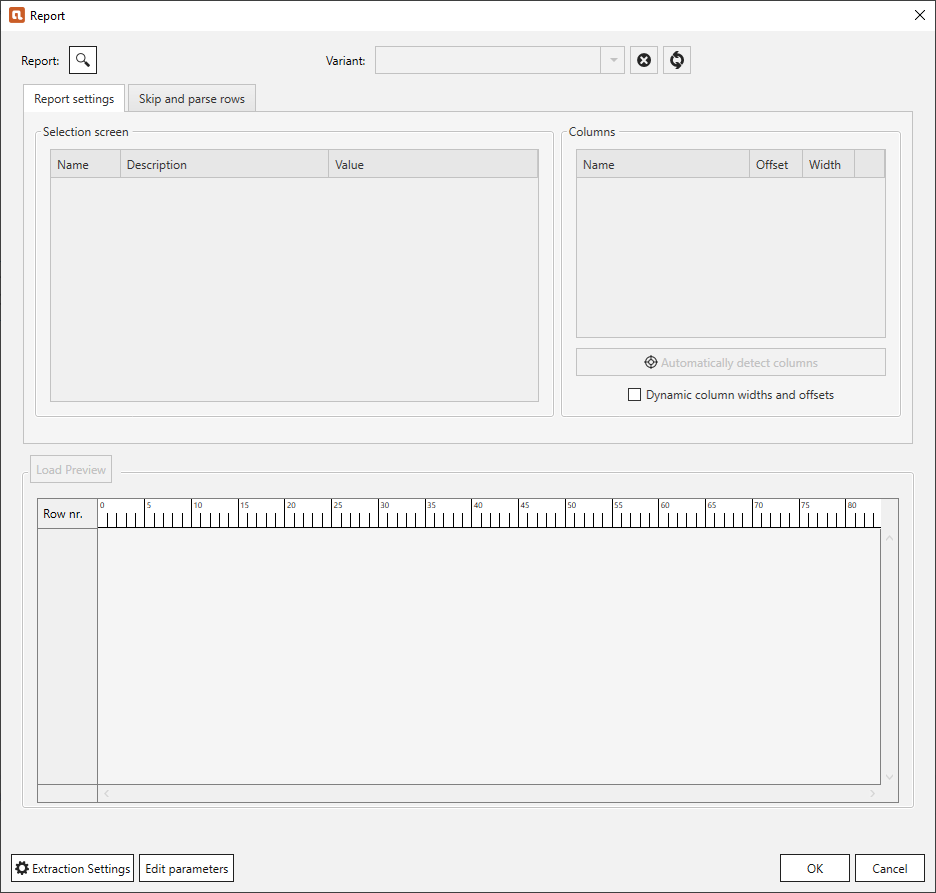 Report
Report:
Variant:
Report settings
Skip and parse rows
Selection screen
Columns
Name Description Value
Name Offset Width
Automatically detect columns
Dynamic column widths and offsets
Load Preview
Row nr.
0 5 10 15 20 25 30 35 40 45 50 55 60 65 70 75 80
Extraction Settings
Edit parameters
OK
Cancel